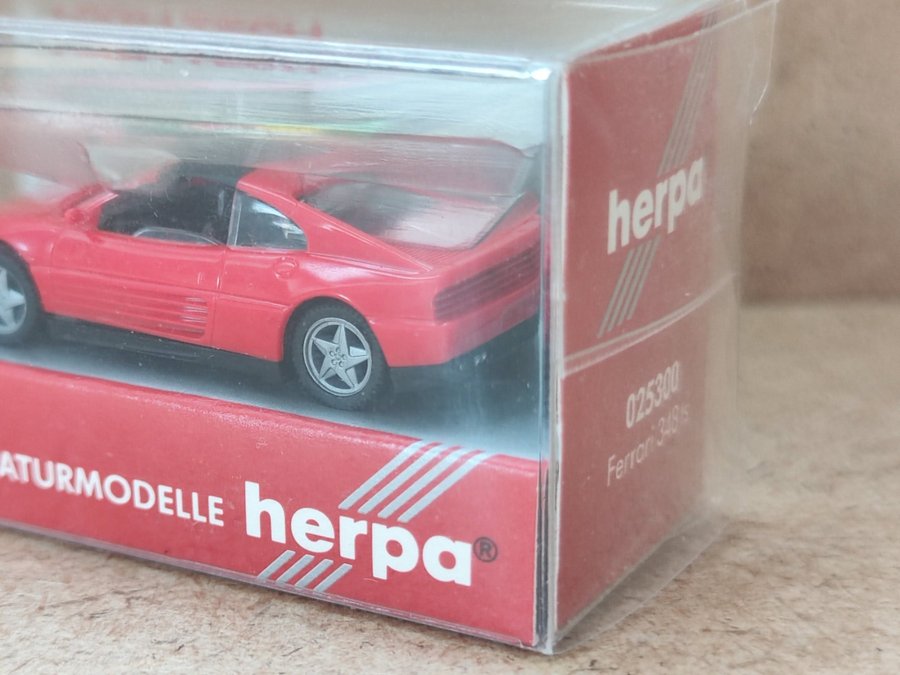 herpa
025300
Ferrari 348 ts
ATURMODELLE herpa®